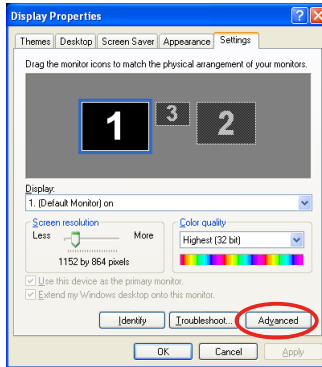 Display Properties
Themes Desktop Screen Saver Appearance Settings
Drag the monitor icons to match the physical arrangement of your monitors.
1 3 2
Display:
1. (Default Monitor) on
Screen resolution
Less More
1152 by 864 pixels
Color quality
Highest (32 bit)
Use this device as the primary monitor.
Extend my Windows desktop onto this monitor.
Identify Troubleshoot... Advanced
OK Cancel Apply